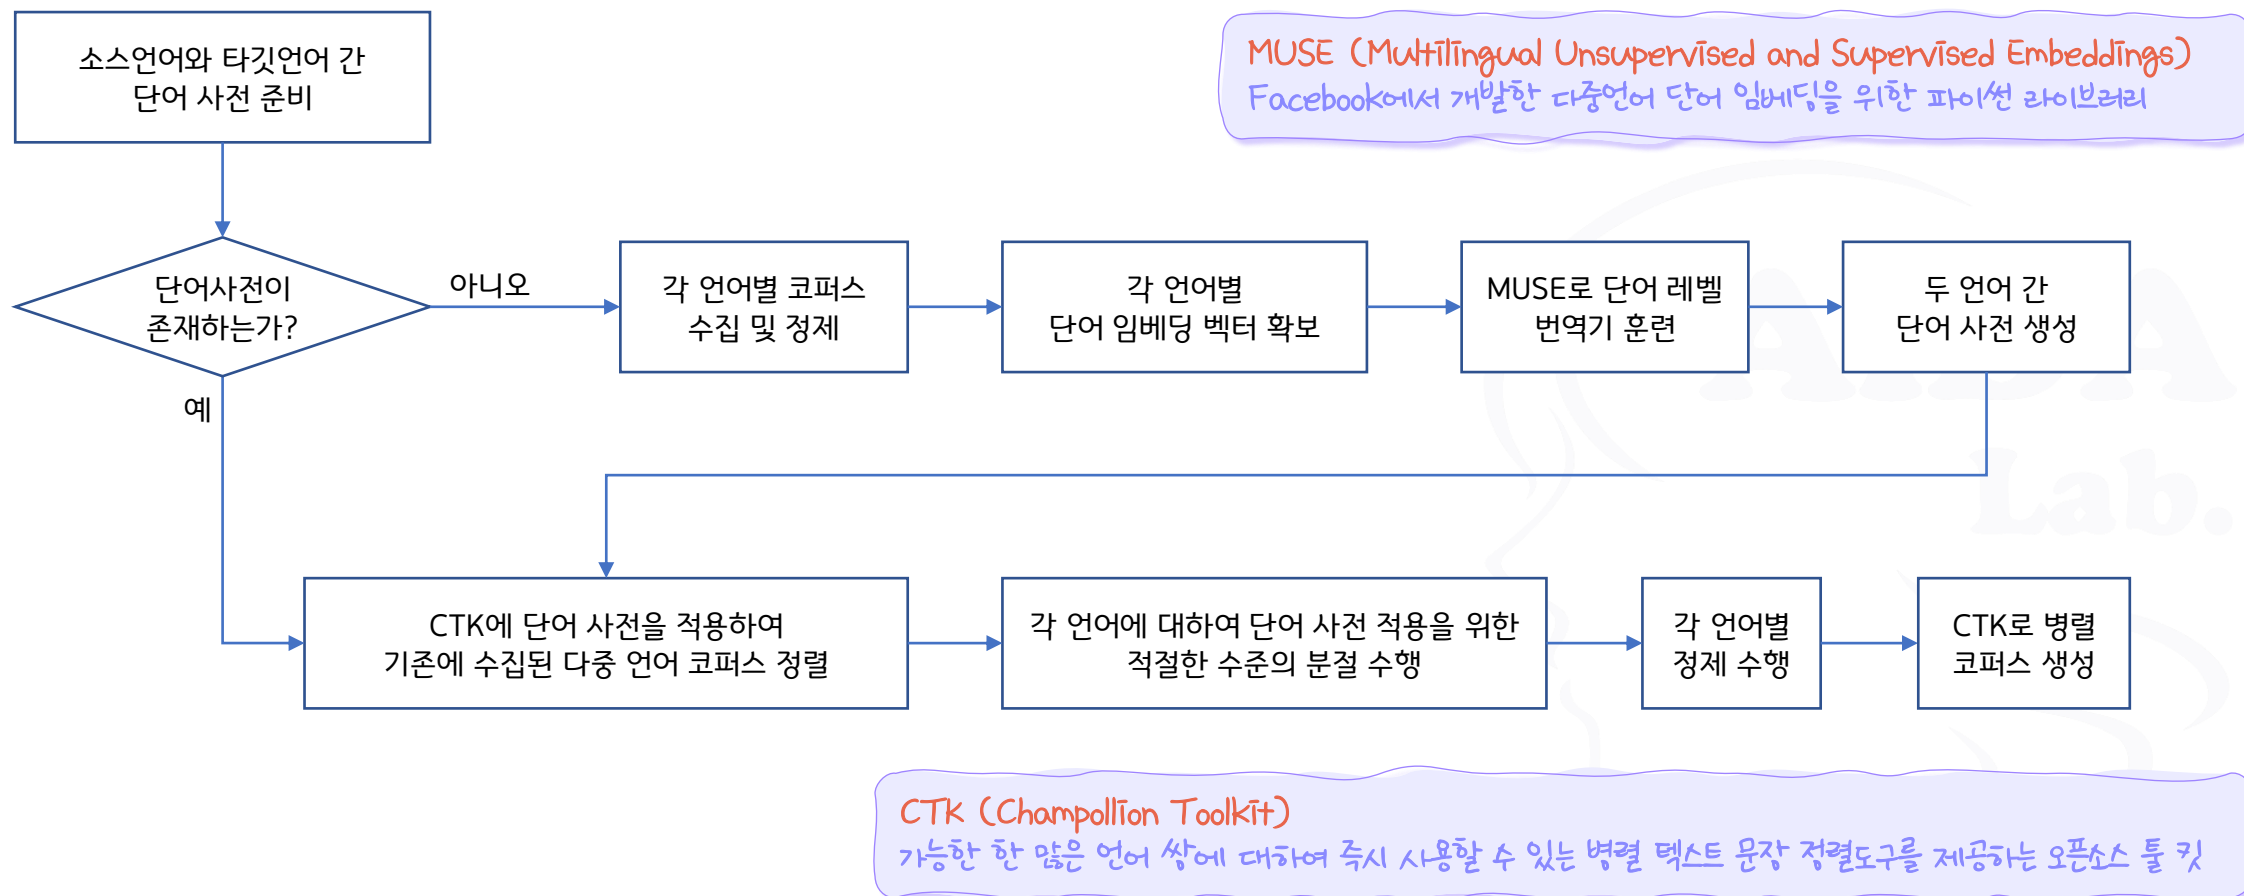 소스언어와 타깃언어 간
단어 사전 준비
MUSE (Multilingual Unsupervised and Supervised Embeddings)
Facebook에서 개발한 다중언어 단어 임베딩을 위한 파이썬 라이브러리
단어사전이
존재하는가?
아니오
각 언어별 코퍼스
수집 및 정제
각 언어별
단어 임베딩 벡터 확보
MUSE로 단어 레벨
번역기 훈련
두 언어 간
단어 사전 생성
예
CTK에 단어 사전을 적용하여
기존에 수집된 다중 언어 코퍼스 정렬
각 언어에 대하여 단어 사전 적용을 위한
적절한 수준의 분절 수행
각 언어별
정제 수행
CTK로 병렬
코퍼스 생성
CTK (Champollion Toolkit)
가능한 한 많은 언어 쌍에 대하여 즉시 사용할 수 있는 병렬 텍스트 문장 정렬도구를 제공하는 오픈소스 툴 킷
AIDA
Lab.